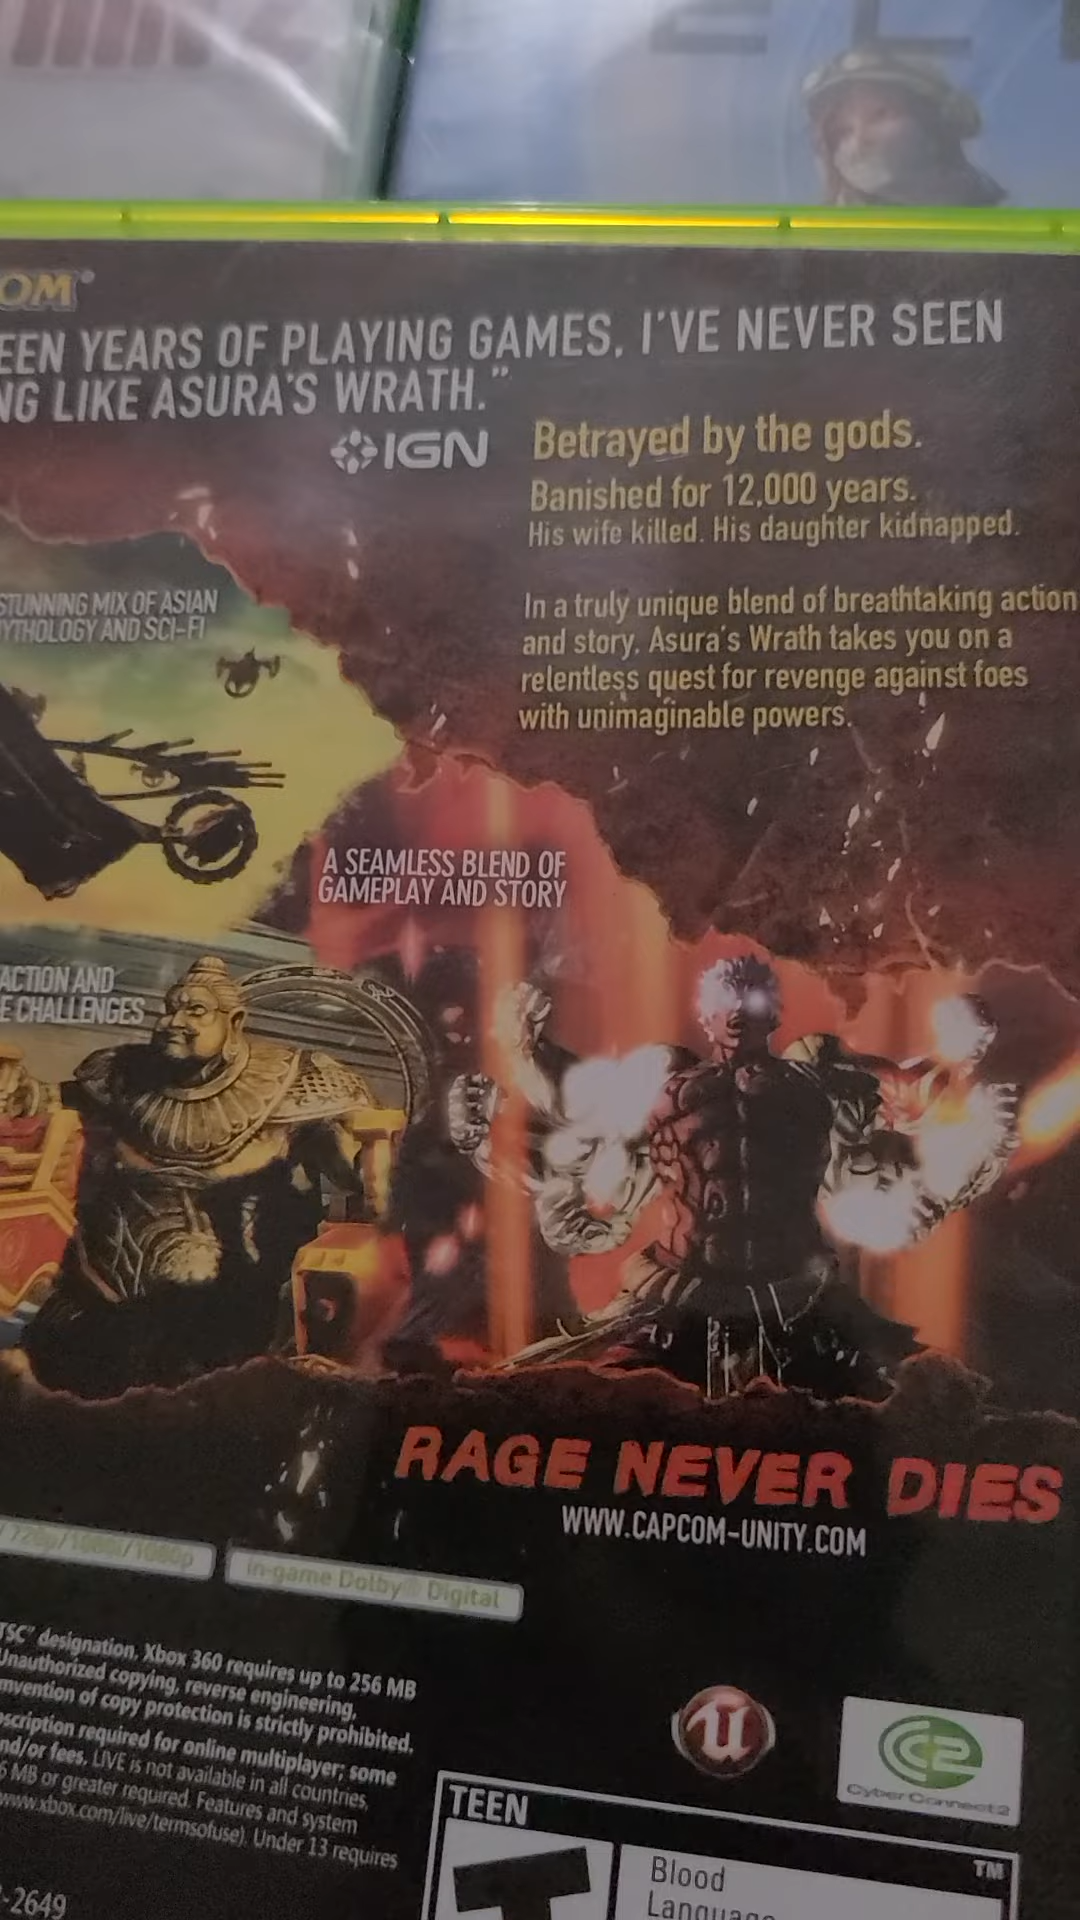 OM®
EEN YEARS OF PLAYING GAMES, I'VE NEVER SEEN
NG LIKE ASURA'S WRATH."
IGN
Betrayed by the gods.
Banished for 12,000 years.
His wife killed. His daughter kidnapped.
STUNNING MIX OF ASIAN
YTHOLOGY AND SCI-FI
In a truly unique blend of breathtaking action
and story, Asura's Wrath takes you on a
relentless quest for revenge against foes
with unimaginable powers.
A SEAMLESS BLEND OF
GAMEPLAY AND STORY
ACTION AND
E CHALLENGES
RAGE NEVER DIES
WWW.CAPCOM-UNITY.COM
720p/1080i/1080p
in-game Dolby® Digital
TSC" designation. Xbox 360 requires up to 256 MB
Unauthorized copying, reverse engineering,
mvention of copy protection is strictly prohibited.
scription required for online multiplayer; some
nd/or fees. LIVE is not available in all countries.
6 MB or greater required. Features and system
www.xbox.com/live/termsofuse). Under 13 requires
-2649
U
C2
CyberConnect2
TEEN
T
TM
Blood
Language